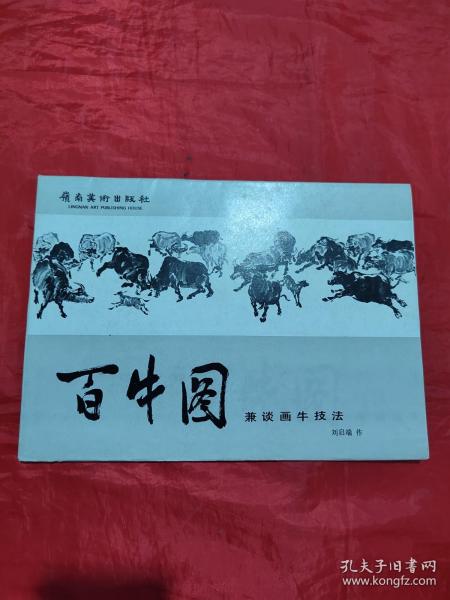 嶺南美術出版社
LINGNAN ART PUBLISHING HOUSE
百牛图
兼谈画牛技法
刘启端 作
孔夫子旧书网
www.kongfz.com